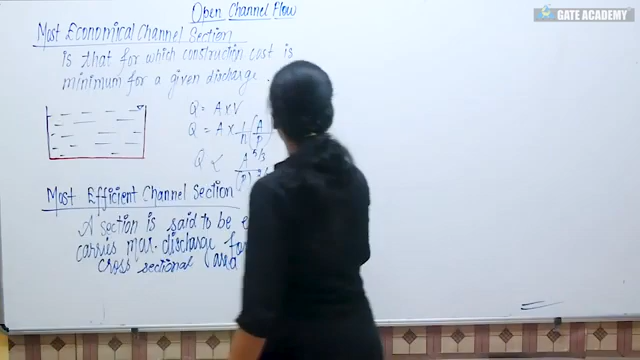 Open Channel Flow
GATE ACADEMY
Most Economical Channel Section
is that for which construction cost is
minimum for a given discharge.
Q = A x V
Q = A x 1/n (A/P)
Q ∝ A^5/3 / (P)^2/
Most Efficient Channel Section
A section is said to be
carries max. discharge for
cross sectional area